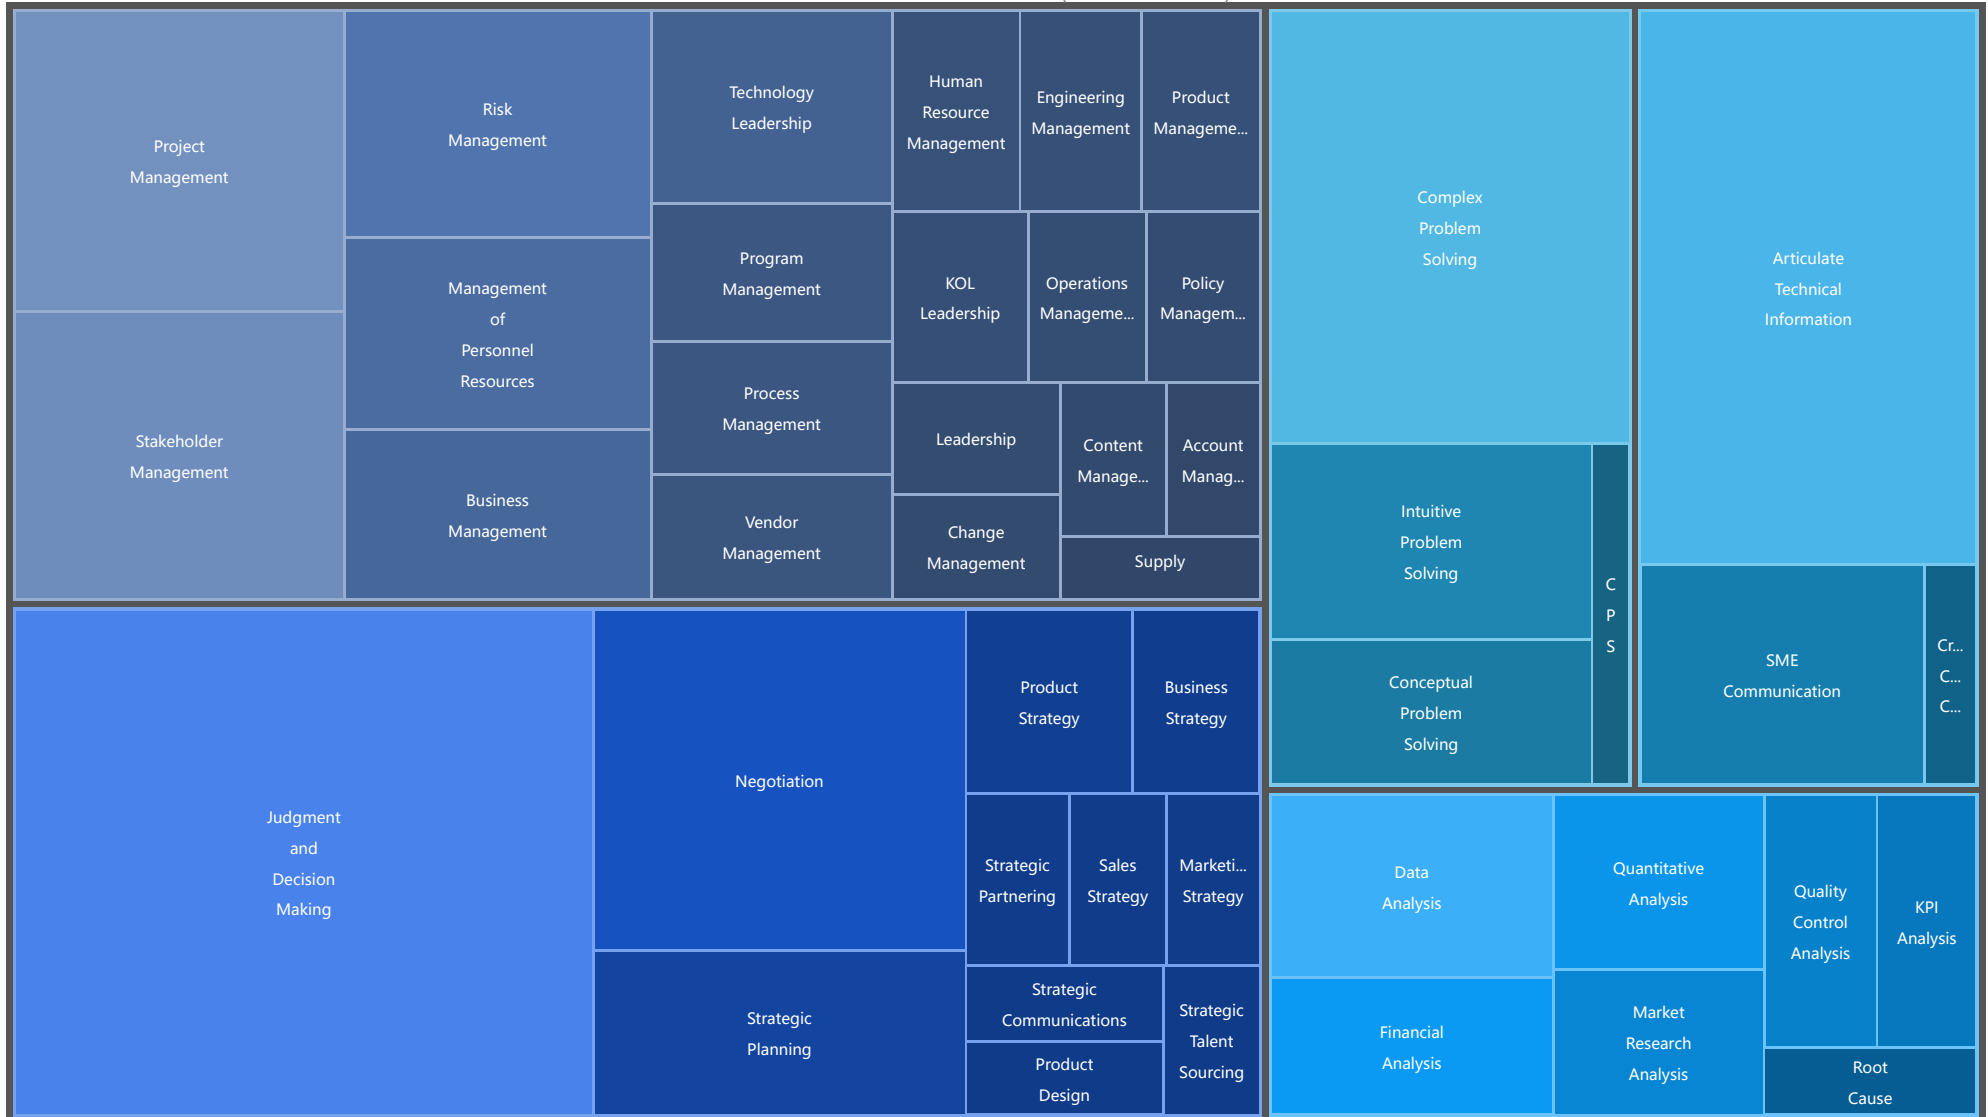 Project
Management
Stakeholder
Management
Risk
Management
Management
of
Personnel
Resources
Business
Management
Technology
Leadership
Program
Management
Process
Management
Vendor
Management
Human
Resource
Management
Engineering
Management
Product
Manageme...
KOL
Leadership
Operations
Manageme...
Policy
Managem...
Leadership
Change
Management
Content
Manage...
Account
Manag...
Supply
Judgment
and
Decision
Making
Negotiation
Strategic
Planning
Product
Strategy
Business
Strategy
Strategic
Partnering
Sales
Strategy
Marketi...
Strategy
Strategic
Communications
Product
Design
Strategic
Talent
Sourcing
Complex
Problem
Solving
Intuitive
Problem
Solving
Conceptual
Problem
Solving
C
P
S
Articulate
Technical
Information
SME
Communication
Cr...
C...
C...
Data
Analysis
Financial
Analysis
Quantitative
Analysis
Market
Research
Analysis
Quality
Control
Analysis
KPI
Analysis
Root
Cause